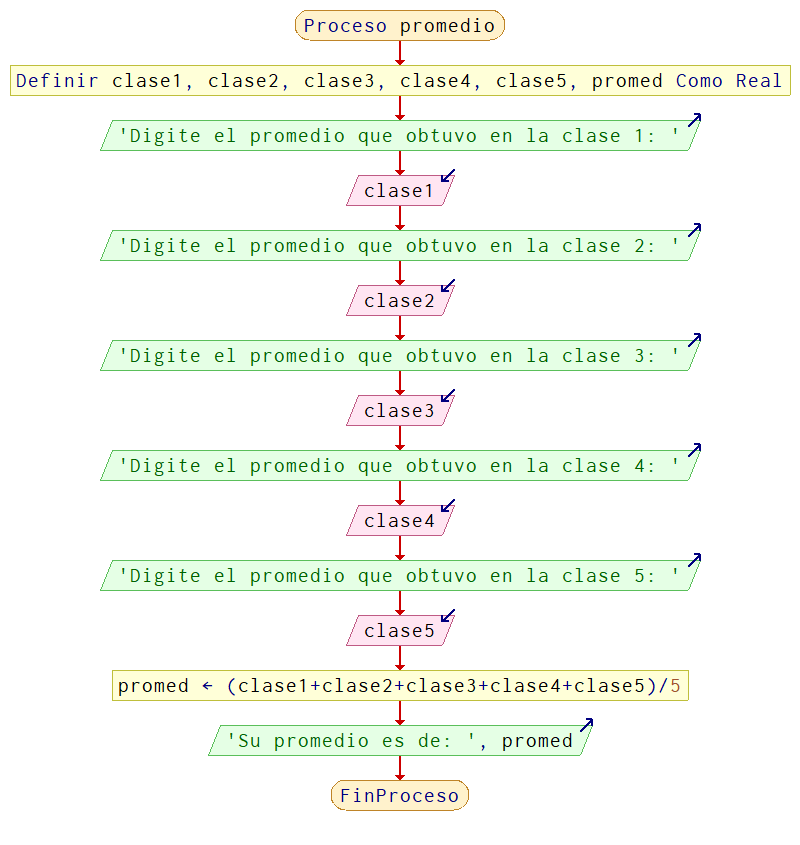 Proceso promedio
Definir clase1, clase2, clase3, clase4, clase5, promed Como Real
'Digite el promedio que obtuvo en la clase 1: '
clase1
'Digite el promedio que obtuvo en la clase 2: '
clase2
'Digite el promedio que obtuvo en la clase 3: '
clase3
'Digite el promedio que obtuvo en la clase 4: '
clase4
'Digite el promedio que obtuvo en la clase 5: '
clase5
promed ← (clase1+clase2+clase3+clase4+clase5)/5
'Su promedio es de: ', promed
FinProceso